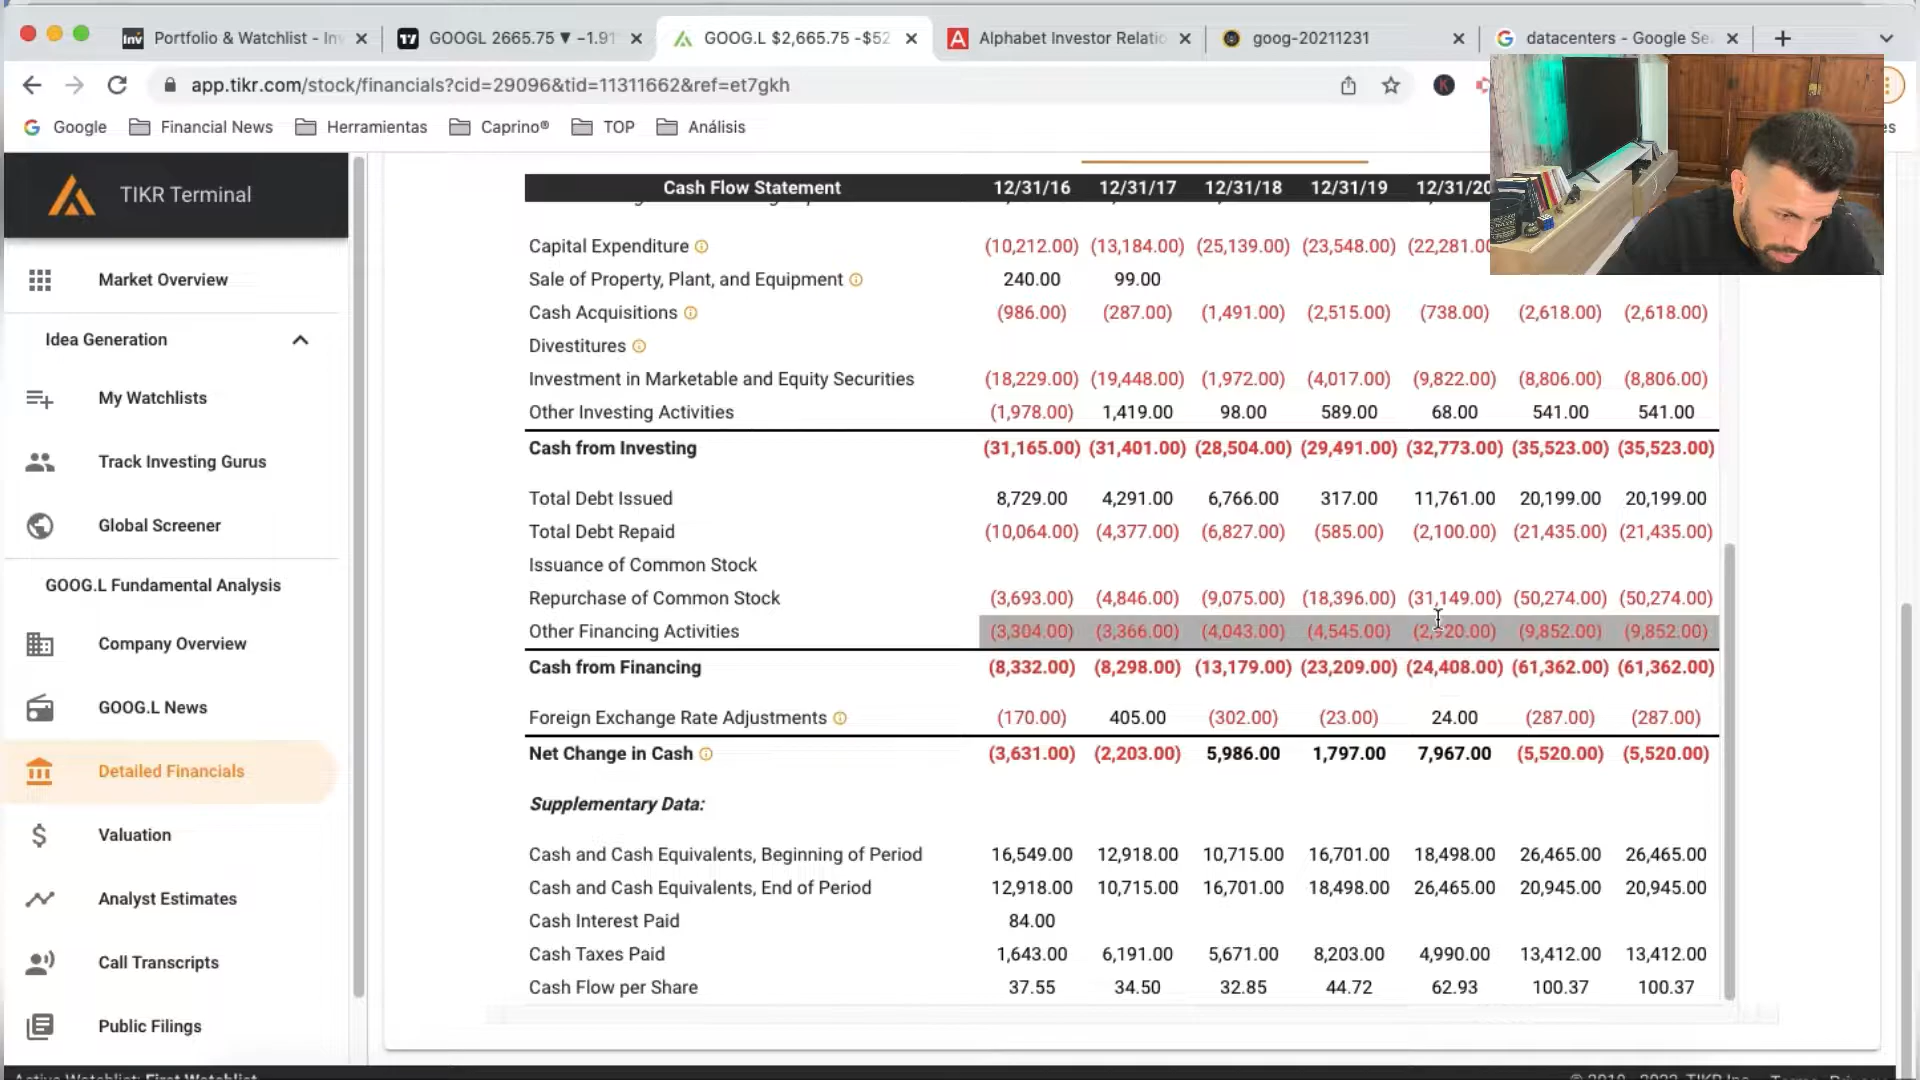 Portfolio & Watchlist - Inv
GOOGL 2665.75 ▼ −1.91
GOOG.L $2,665.75 -$52
Alphabet Investor Relatio
goog-20211231
datacenters - Google Se
app.tikr.com/stock/financials?cid=29096&tid=11311662&ref=et7gkh
Google Financial News Herramientas Caprino® TOP Análisis
TIKR Terminal
Market Overview
Idea Generation
My Watchlists
Track Investing Gurus
Global Screener
GOOG.L Fundamental Analysis
Company Overview
GOOG.L News
Detailed Financials
Valuation
Analyst Estimates
Call Transcripts
Public Filings
Cash Flow Statement 12/31/16 12/31/17 12/31/18 12/31/19 12/31/20
Capital Expenditure (10,212.00) (13,184.00) (25,139.00) (23,548.00) (22,281.00
Sale of Property, Plant, and Equipment 240.00 99.00
Cash Acquisitions (986.00) (287.00) (1,491.00) (2,515.00) (738.00) (2,618.00) (2,618.00)
Divestitures
Investment in Marketable and Equity Securities (18,229.00) (19,448.00) (1,972.00) (4,017.00) (9,822.00) (8,806.00) (8,806.00)
Other Investing Activities (1,978.00) 1,419.00 98.00 589.00 68.00 541.00 541.00
Cash from Investing (31,165.00) (31,401.00) (28,504.00) (29,491.00) (32,773.00) (35,523.00) (35,523.00)
Total Debt Issued 8,729.00 4,291.00 6,766.00 317.00 11,761.00 20,199.00 20,199.00
Total Debt Repaid (10,064.00) (4,377.00) (6,827.00) (585.00) (2,100.00) (21,435.00) (21,435.00)
Issuance of Common Stock
Repurchase of Common Stock (3,693.00) (4,846.00) (9,075.00) (18,396.00) (31,149.00) (50,274.00) (50,274.00)
Other Financing Activities (3,304.00) (3,366.00) (4,043.00) (4,545.00) (2,920.00) (9,852.00) (9,852.00)
Cash from Financing (8,332.00) (8,298.00) (13,179.00) (23,209.00) (24,408.00) (61,362.00) (61,362.00)
Foreign Exchange Rate Adjustments (170.00) 405.00 (302.00) (23.00) 24.00 (287.00) (287.00)
Net Change in Cash (3,631.00) (2,203.00) 5,986.00 1,797.00 7,967.00 (5,520.00) (5,520.00)
Supplementary Data:
Cash and Cash Equivalents, Beginning of Period 16,549.00 12,918.00 10,715.00 16,701.00 18,498.00 26,465.00 26,465.00
Cash and Cash Equivalents, End of Period 12,918.00 10,715.00 16,701.00 18,498.00 26,465.00 20,945.00 20,945.00
Cash Interest Paid 84.00
Cash Taxes Paid 1,643.00 6,191.00 5,671.00 8,203.00 4,990.00 13,412.00 13,412.00
Cash Flow per Share 37.55 34.50 32.85 44.72 62.93 100.37 100.37